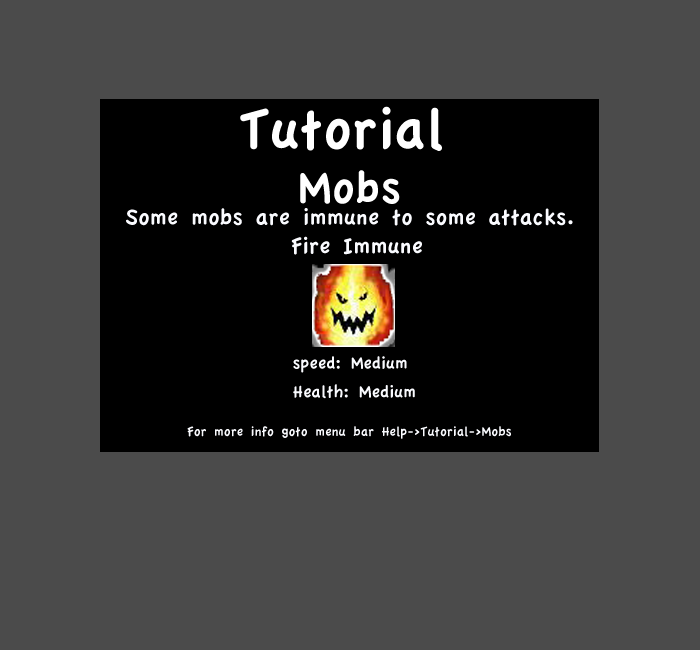 Tutorial
Mobs
Some mobs are immune to some attacks.
Fire Immune
speed: Medium
Health: Medium
For more info goto menu bar Help->Tutorial->Mobs